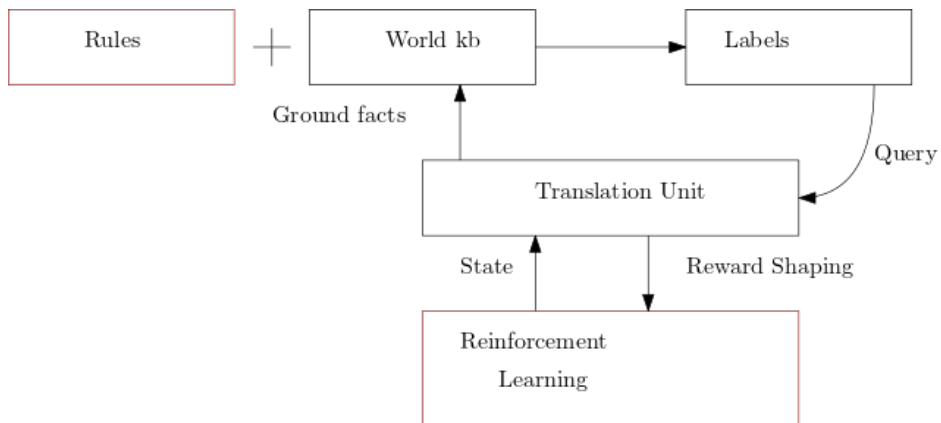 Rules
World kb
Labels
Ground facts
Query
Translation Unit
State
Reward Shaping
Reinforcement
Learning